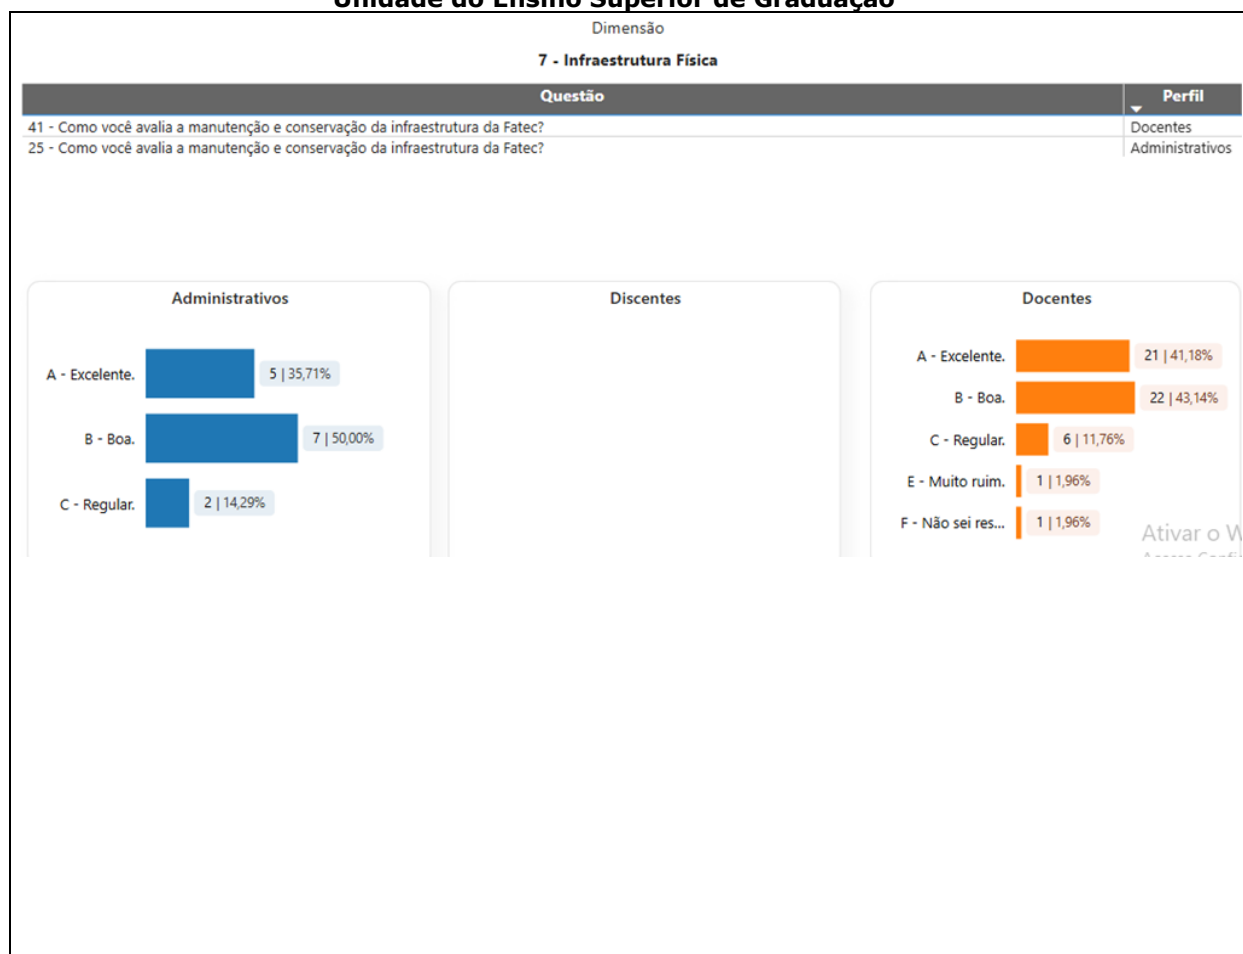 Unidade do Ensino Superior de Graduação
Dimensão
7 - Infraestrutura Física
Questão Perfil
41 - Como você avalia a manutenção e conservação da infraestrutura da Fatec? Docentes
25 - Como você avalia a manutenção e conservação da infraestrutura da Fatec? Administrativos
Administrativos
A - Excelente. 5 | 35,71%
B - Boa. 7 | 50,00%
C - Regular. 2 | 14,29%
Discentes
Docentes
A - Excelente. 21 | 41,18%
B - Boa. 22 | 43,14%
C - Regular. 6 | 11,76%
E - Muito ruim. 1 | 1,96%
F - Não sei res... 1 | 1,96%
Ativar o